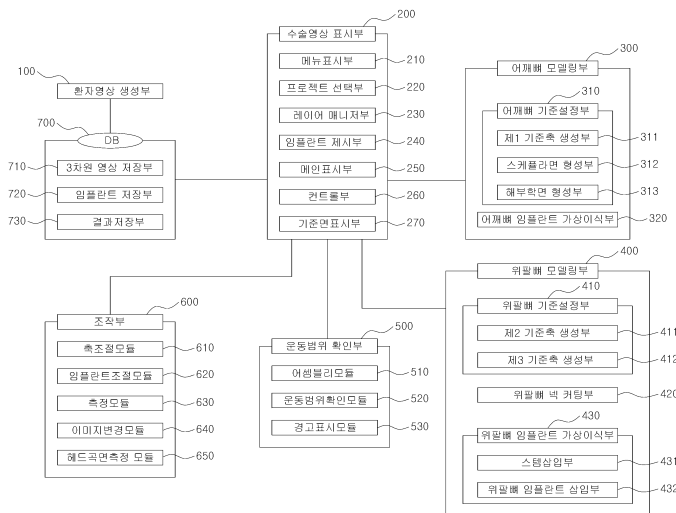 200
수술영상 표시부
메뉴표시부
210
프로젝트 선택부
220
레이어 매니저부
230
임플란트 제시부
240
메인표시부
250
컨트롤부
260
기준면표시부
270
100
환자영상 생성부
700
DB
710
3차원 영상 저장부
720
임플란트 저장부
730
결과저장부
300
어깨뼈 모델링부
310
어깨뼈 기준설정부
제1 기준축 생성부
311
스케플라면 형성부
312
해부학면 형성부
313
어깨뼈 임플란트 가상이식부
320
400
위팔뼈 모델링부
410
위팔뼈 기준설정부
제2 기준축 생성부
411
제3 기준축 생성부
412
위팔뼈 넥 커팅부
420
430
위팔뼈 임플란트 가상이식부
스템삽입부
431
위팔뼈 임플란트 삽입부
432
500
운동범위 확인부
어셈블리모듈
510
운동범위확인모듈
520
경고표시모듈
530
600
조작부
축조절모듈
610
임플란트조절모듈
620
측정모듈
630
이미지변경모듈
640
헤드곡면측정 모듈
650